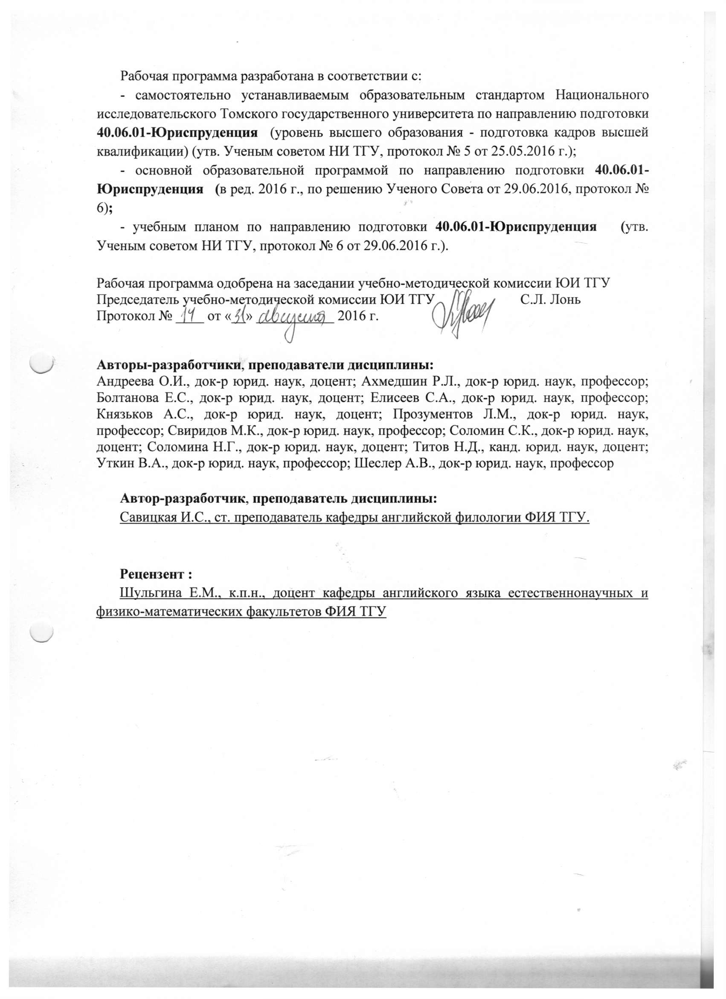 Рабочая программа разработана в соответствии с:
- самостоятельно устанавливаемым образовательным стандартом Национального
исследовательского Томского государственного университета по направлению подготовки
40.06.01-Юриспруденция (уровень высшего образования - подготовка кадров высшей
квалификации) (утв. Ученым советом НИ ТГУ, протокол № 5 от 25.05.2016 г.);
- основной образовательной программой по направлению подготовки 40.06.01-
Юриспруденция (в ред. 2016 г., по решению Ученого Совета от 29.06.2016, протокол №
6);
- учебным планом по направлению подготовки 40.06.01-Юриспруденция (утв.
Ученым советом НИ ТГУ, протокол № 6 от 29.06.2016 г.).
Рабочая программа одобрена на заседании учебно-методической комиссии ЮИ ТГУ
Председатель учебно-методической комиссии ЮИ ТГУ С.Л. Лонь
Протокол № 14 от «31» августа 2016 г.
Авторы-разработчики, преподаватели дисциплины:
Андреева О.И., док-р юрид. наук, доцент; Ахмедшин Р.Л., док-р юрид. наук, профессор;
Болтанова Е.С., док-р юрид. наук, доцент; Елисеев С.А., док-р юрид. наук, профессор;
Князьков А.С., док-р юрид. наук, доцент; Прозументов Л.М., док-р юрид. наук,
профессор; Свиридов М.К., док-р юрид. наук, профессор; Соломин С.К., док-р юрид. наук,
доцент; Соломина Н.Г., док-р юрид. наук, доцент; Титов Н.Д., канд. юрид. наук, доцент;
Уткин В.А., док-р юрид. наук, профессор; Шеслер А.В., док-р юрид. наук, профессор
Автор-разработчик, преподаватель дисциплины:
Савицкая И.С., ст. преподаватель кафедры английской филологии ФИЯ ТГУ.
Рецензент :
Шульгина Е.М., к.п.н., доцент кафедры английского языка естественнонаучных и
физико-математических факультетов ФИЯ ТГУ